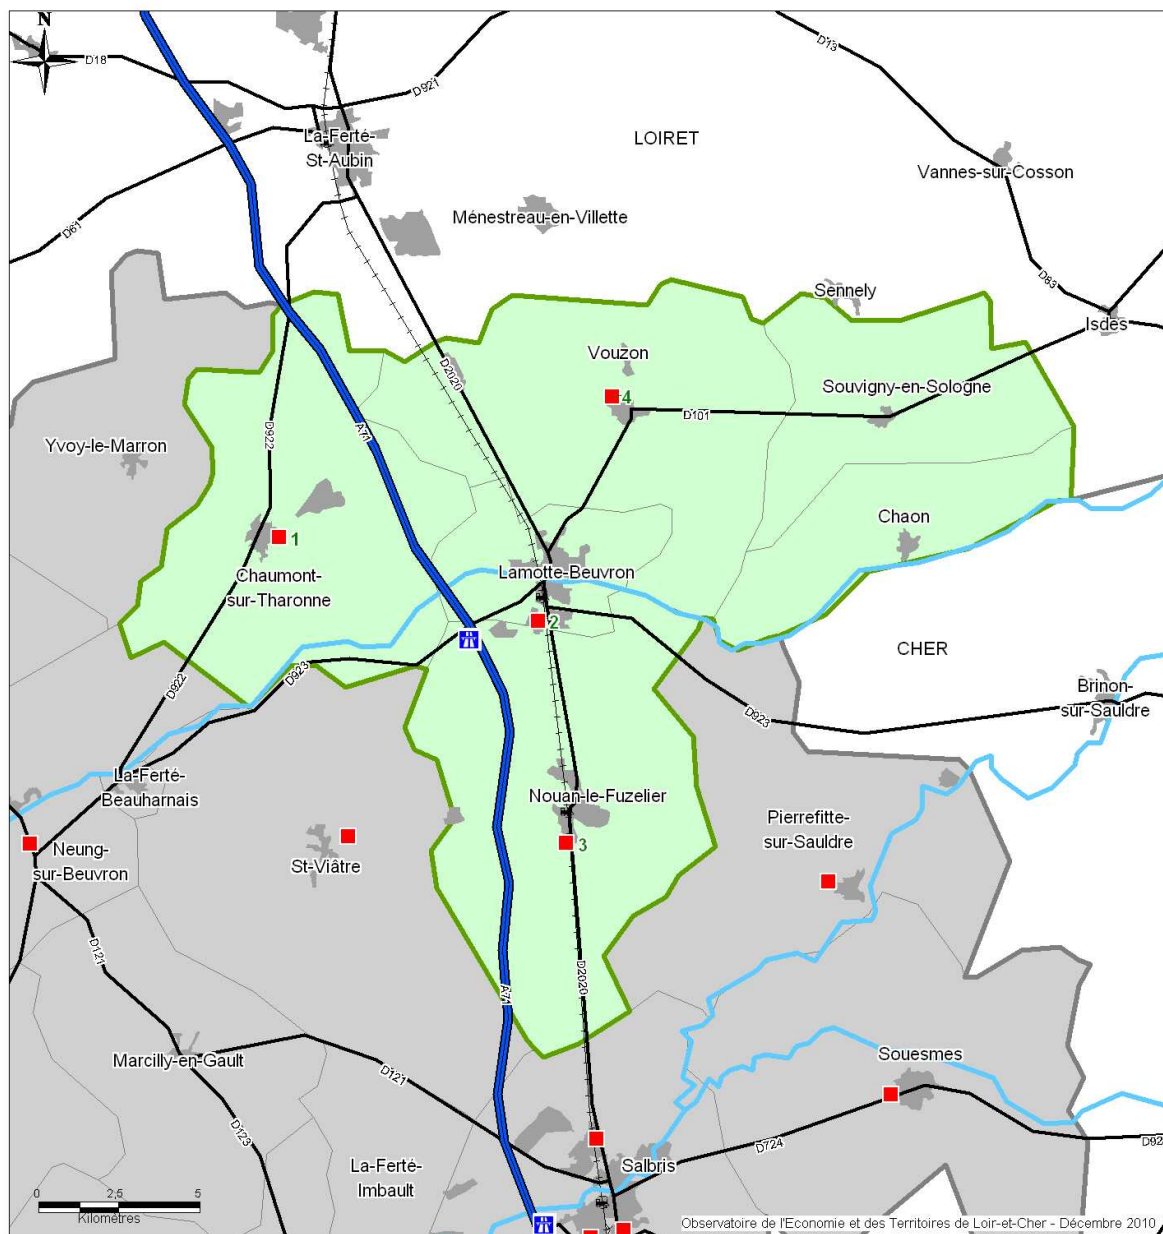 N
D18
D921
D13
La-Ferté-
St-Aubin
LOIRET
Vannes-sur-Cosson
Ménestreau-en-Villette
D61
D63
Sennely
Isdes
Vouzon
D2020
Souvigny-en-Sologne
4
D101
A71
D922
Yvoy-le-Marron
Chaon
1
Chaumont-
sur-Tharonne
Lamotte-Beuvron
2
CHER
D922
D923
D923
Brinon-
sur-Sauldre
La-Ferté-
Beauharnais
Nouan-le-Fuzelier
Pierrefitte-
sur-Sauldre
3
Neung-
sur-Beuvron
St-Viâtre
D121
D2020
A71
Marcilly-en-Gault
Souesmes
D121
D123
D724
D92
La-Ferté-
Imbault
Salbris
0 2,5 5
Kilomètres
Observatoire de l'Economie et des Territoires de Loir-et-Cher - Décembre 2010